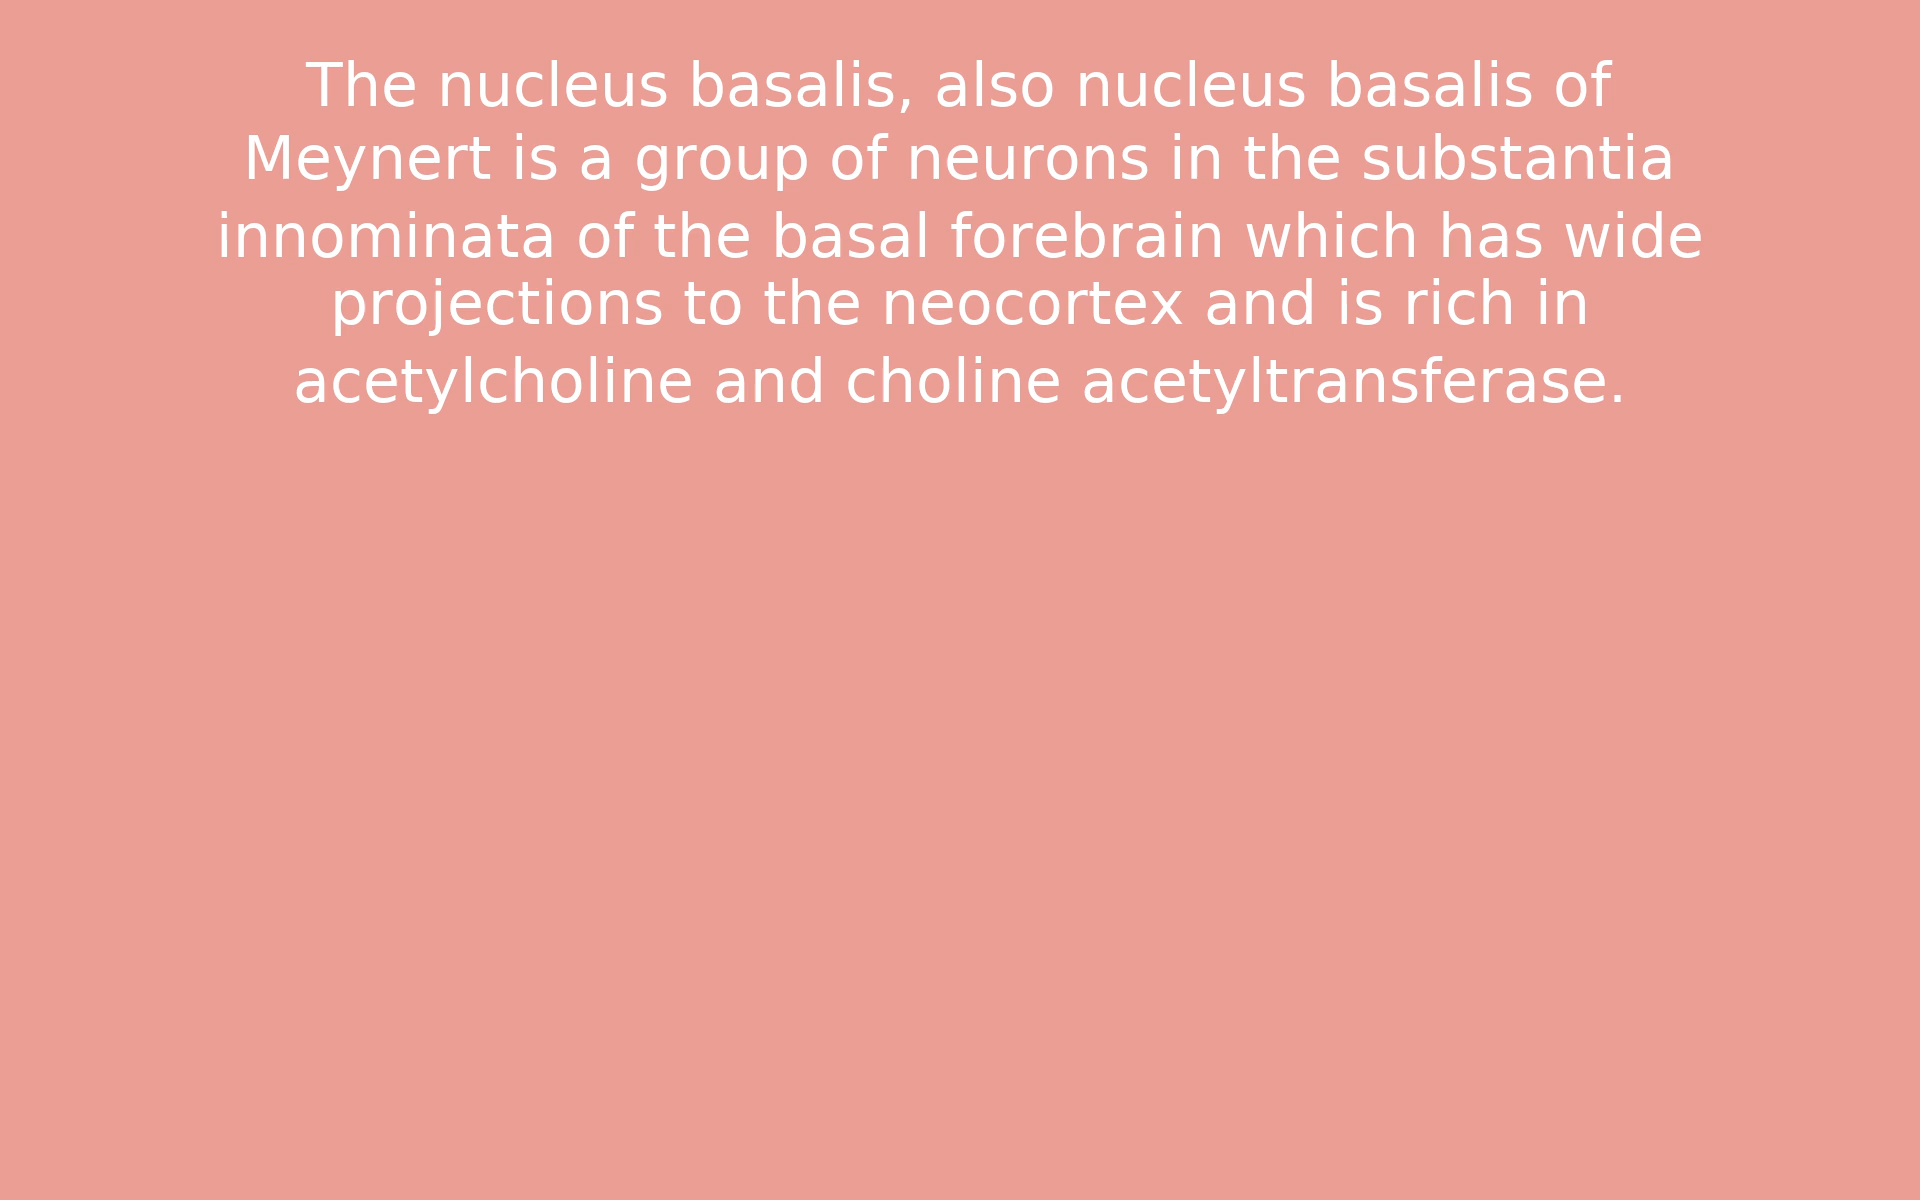 The nucleus basalis, also nucleus basalis of
Meynert is a group of neurons in the substantia
innominata of the basal forebrain which has wide
projections to the neocortex and is rich in
acetylcholine and choline acetyltransferase.